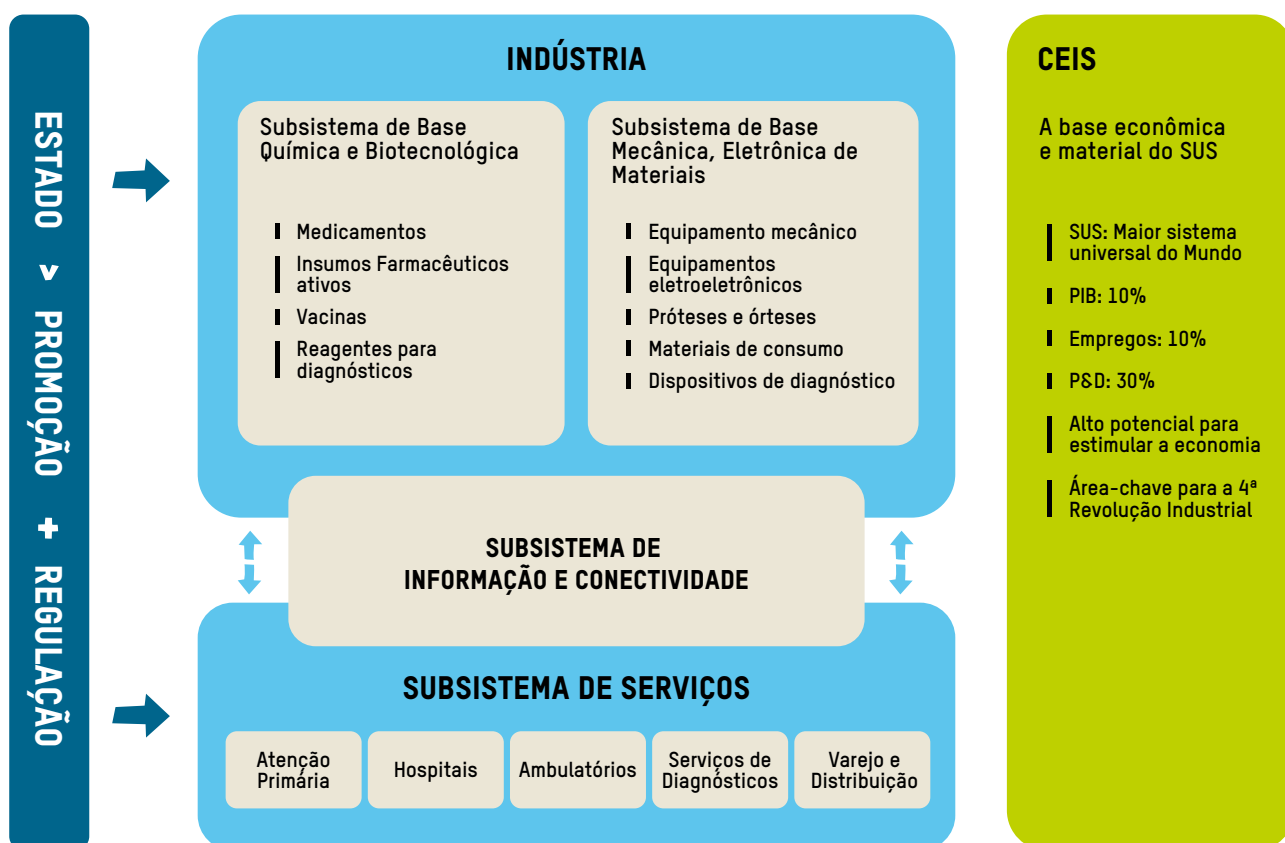 ESTADO > PROMOÇÃO + REGULAÇÃO
INDÚSTRIA
Subsistema de Base
Química e Biotecnológica
Medicamentos
Insumos Farmacêuticos
ativos
Vacinas
Reagentes para
diagnósticos
Subsistema de Base
Mecânica, Eletrônica de
Materiais
Equipamento mecânico
Equipamentos
eletroeletrônicos
Próteses e órteses
Materiais de consumo
Dispositivos de diagnóstico
SUBSISTEMA DE
INFORMAÇÃO E CONECTIVIDADE
SUBSISTEMA DE SERVIÇOS
Atenção
Primária
Hospitais
Ambulatórios
Serviços de
Diagnósticos
Varejo e
Distribuição
CEIS
A base econômica
e material do SUS
SUS: Maior sistema
universal do Mundo
PIB: 10%
Empregos: 10%
P&D: 30%
Alto potencial para
estimular a economia
Área-chave para a 4ª
Revolução Industrial